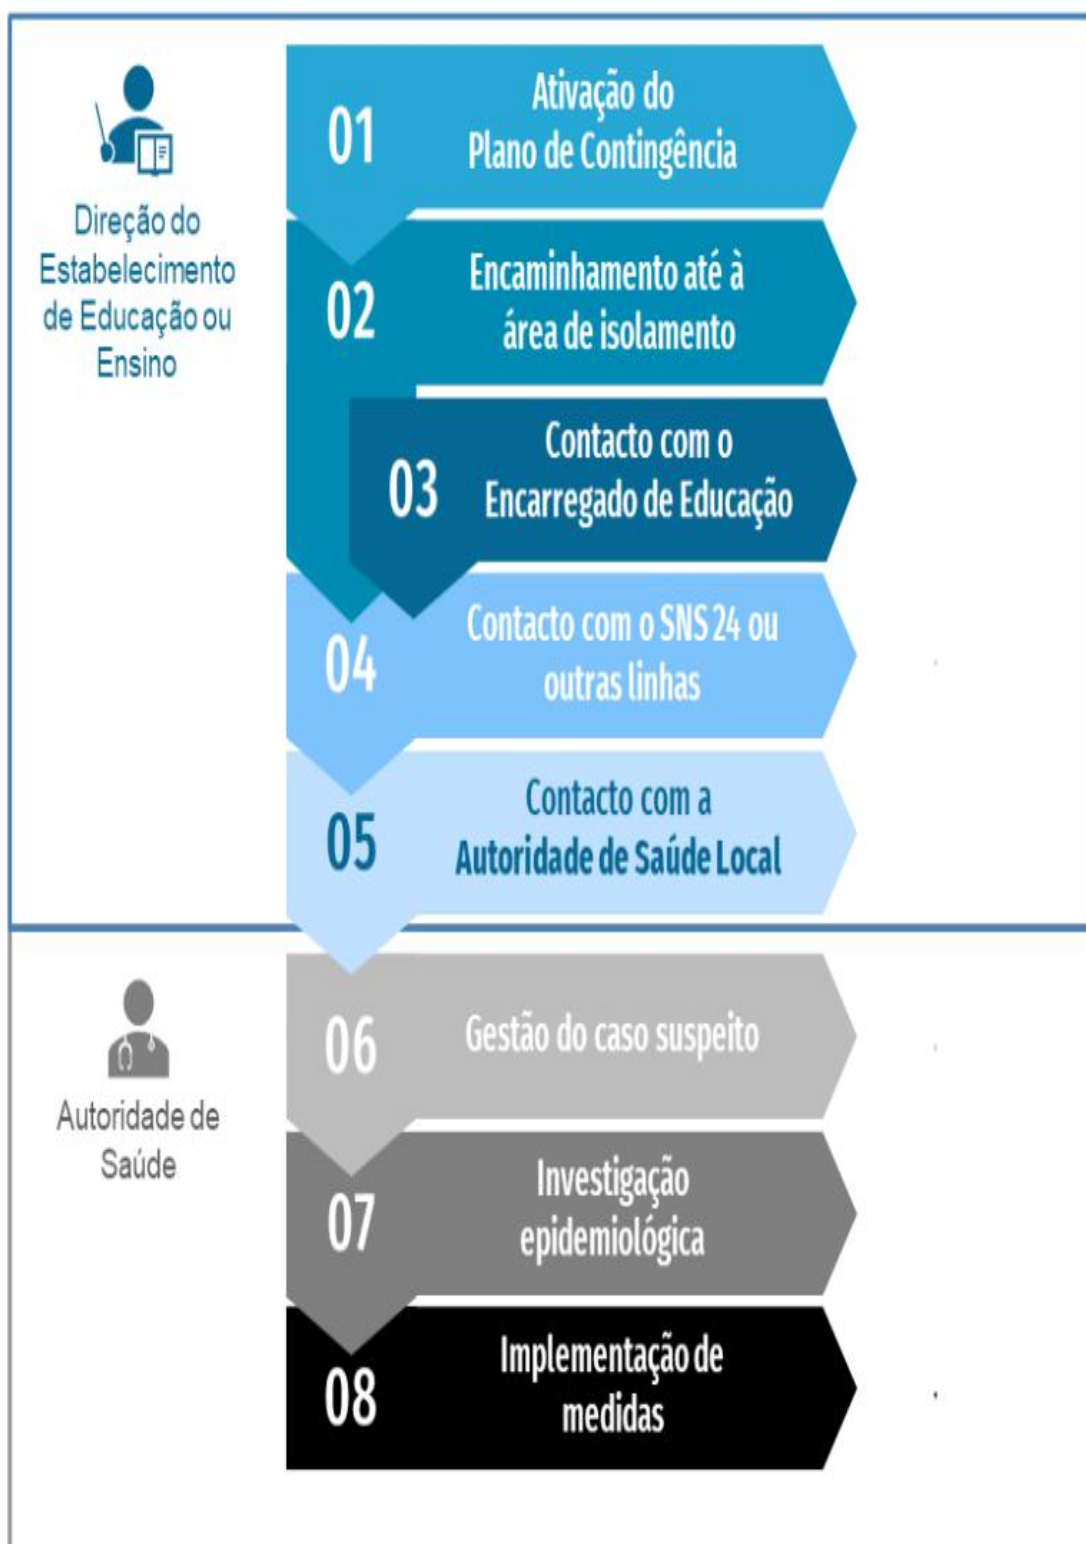 Direção do
Estabelecimento
de Educação ou
Ensino
01
Ativação do
Plano de Contingência
02
Encaminhamento até à
área de isolamento
03
Contacto com o
Encarregado de Educação
04
Contacto com o SNS 24 ou
outras linhas
05
Contacto com a
Autoridade de Saúde Local
Autoridade de
Saúde
06
Gestão do caso suspeito
07
Investigação
epidemiológica
08
Implementação de
medidas